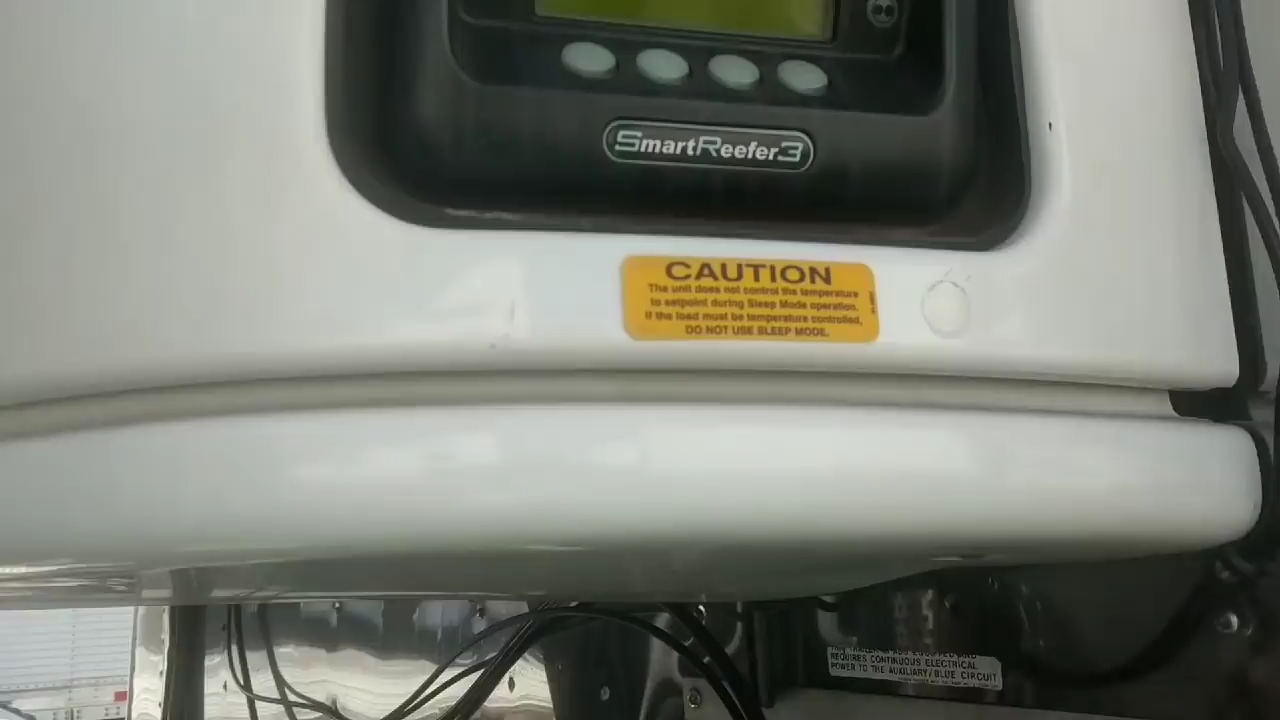 SmartReefer3
CAUTION
The unit does not control the temperature
to setpoint during Sleep Mode operation.
If the load must be temperature controlled,
DO NOT USE SLEEP MODE.
REQUIRES CONTINUOUS ELECTRICAL
POWER TO THE AUXILIARY/BLUE CIRCUIT